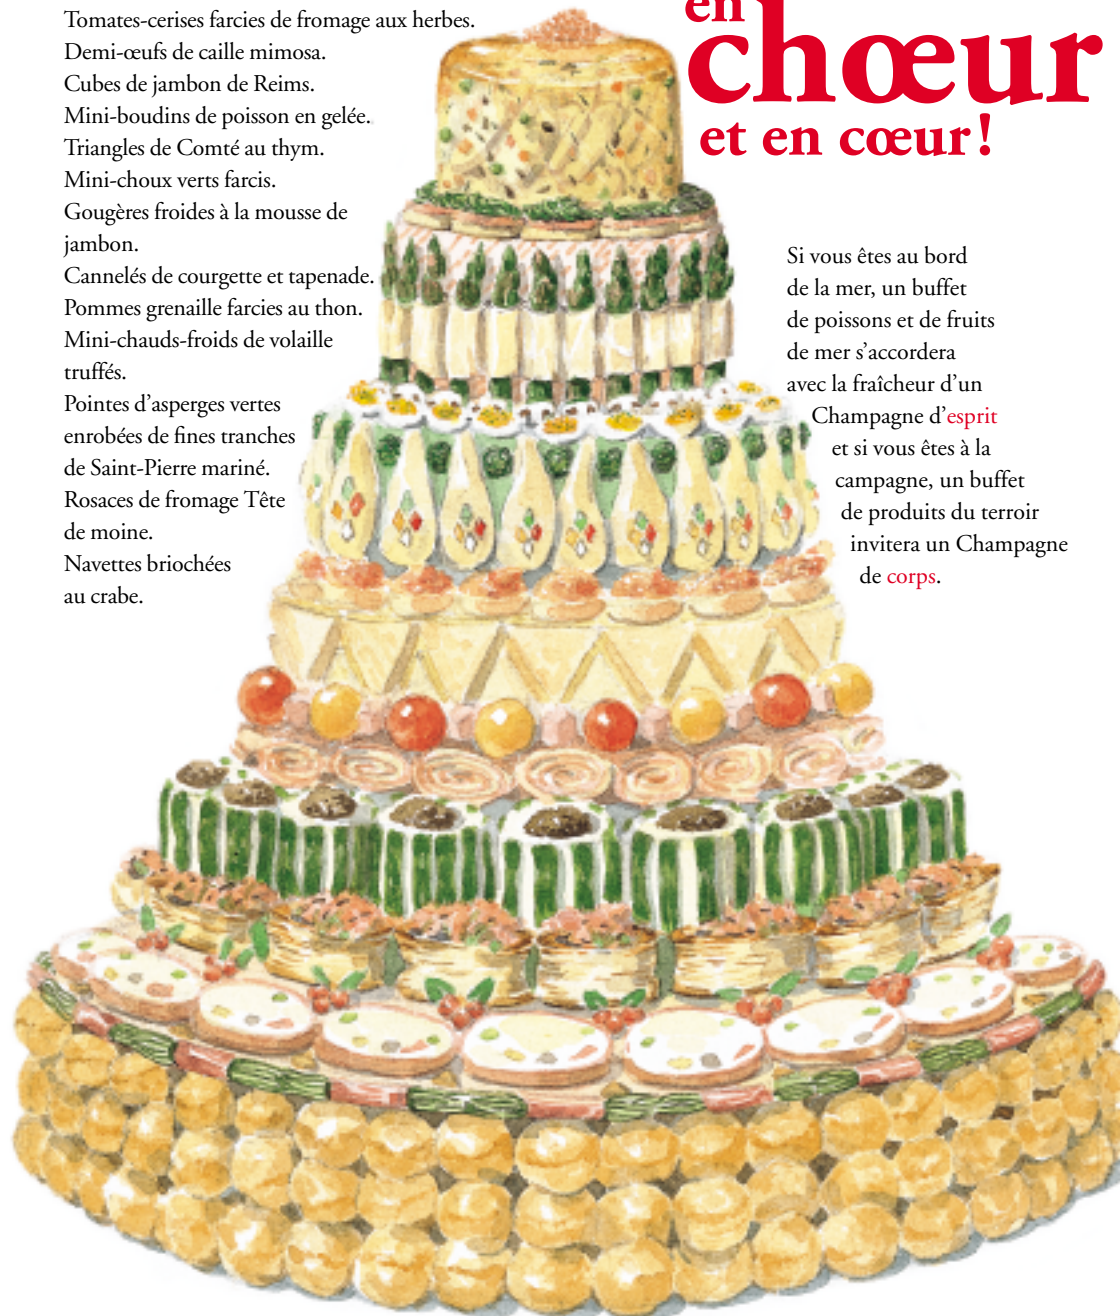 en
chœur
et en cœur!
Tomates-cerises farcies de fromage aux herbes.
Demi-œufs de caille mimosa.
Cubes de jambon de Reims.
Mini-boudins de poisson en gelée.
Triangles de Comté au thym.
Mini-choux verts farcis.
Gougères froides à la mousse de
jambon.
Cannelés de courgette et tapenade.
Pommes grenaille farcies au thon.
Mini-chauds-froids de volaille
truffés.
Pointes d’asperges vertes
enrobées de fines tranches
de Saint-Pierre mariné.
Rosaces de fromage Tête
de moine.
Navettes briochées
au crabe.
Si vous êtes au bord
de la mer, un buffet
de poissons et de fruits
de mer s’accordera
avec la fraîcheur d’un
Champagne d’esprit
et si vous êtes à la
campagne, un buffet
de produits du terroir
invitera un Champagne
de corps.